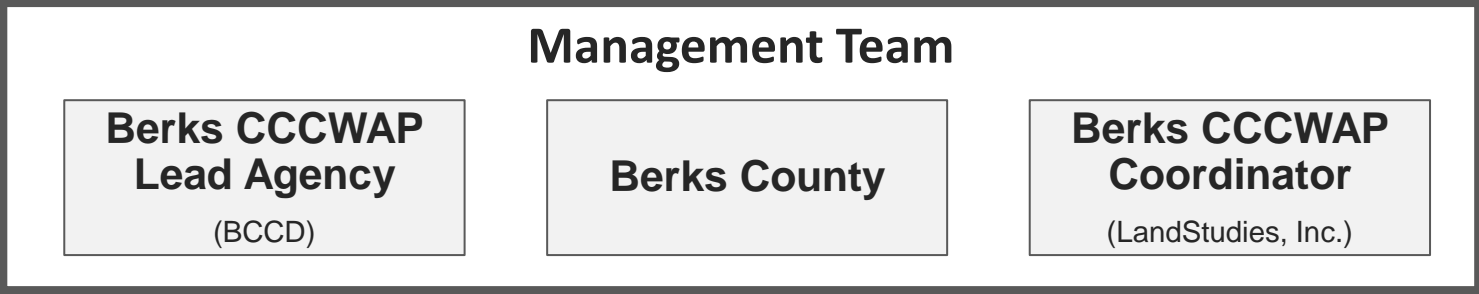 Management Team
Berks CCCWAP
Lead Agency
(BCCD)
Berks County
Berks CCCWAP
Coordinator
(LandStudies, Inc.)